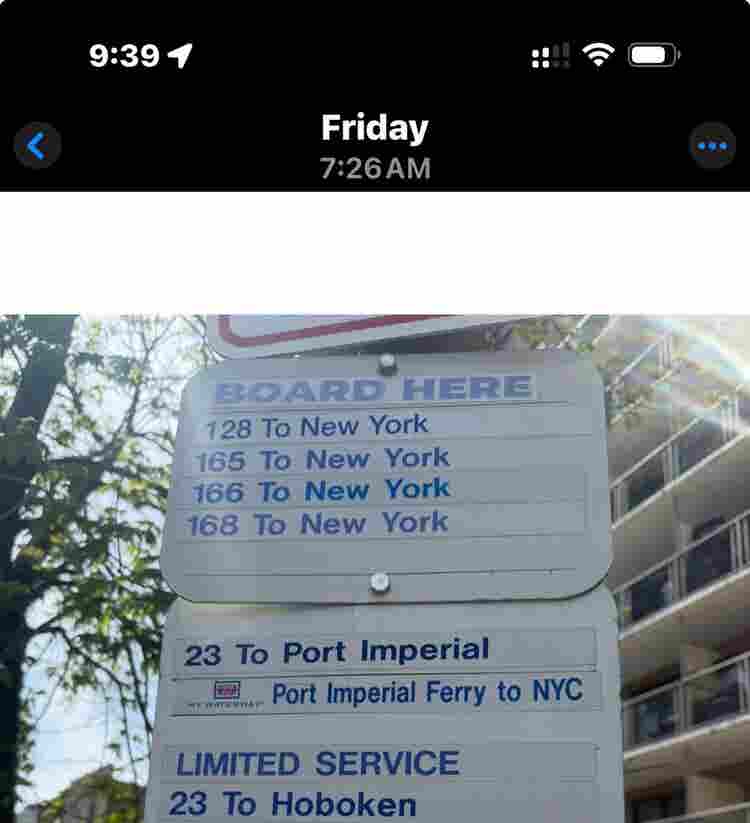 9:39
Friday
7:26 AM
BOARD HERE
128 To New York
165 To New York
166 To New York
168 To New York
23 To Port Imperial
NY WATERWAY Port Imperial Ferry to NYC
LIMITED SERVICE
23 To Hoboken